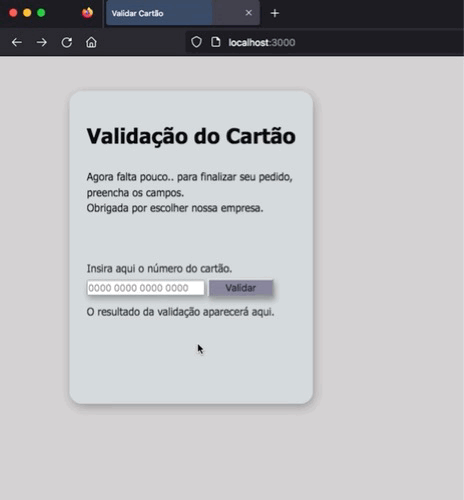 Validar Cartão
localhost:3000
Validação do Cartão
Agora falta pouco.. para finalizar seu pedido,
preencha os campos.
Obrigada por escolher nossa empresa.
Insira aqui o número do cartão.
0000 0000 0000 0000 Validar
O resultado da validação aparecerá aqui.